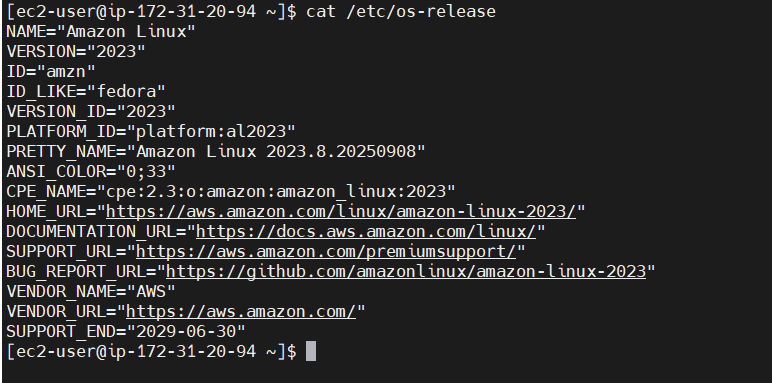 [ec2-user@ip-172-31-20-94 ~]$ cat /etc/os-release
NAME="Amazon Linux"
VERSION="2023"
ID="amzn"
ID_LIKE="fedora"
VERSION_ID="2023"
PLATFORM_ID="platform:al2023"
PRETTY_NAME="Amazon Linux 2023.8.20250908"
ANSI_COLOR="0;33"
CPE_NAME="cpe:2.3:o:amazon:amazon_linux:2023"
HOME_URL="https://aws.amazon.com/linux/amazon-linux-2023/"
DOCUMENTATION_URL="https://docs.aws.amazon.com/linux/"
SUPPORT_URL="https://aws.amazon.com/premiumsupport/"
BUG_REPORT_URL="https://github.com/amazonlinux/amazon-linux-2023"
VENDOR_NAME="AWS"
VENDOR_URL="https://aws.amazon.com/"
SUPPORT_END="2029-06-30"
[ec2-user@ip-172-31-20-94 ~]$